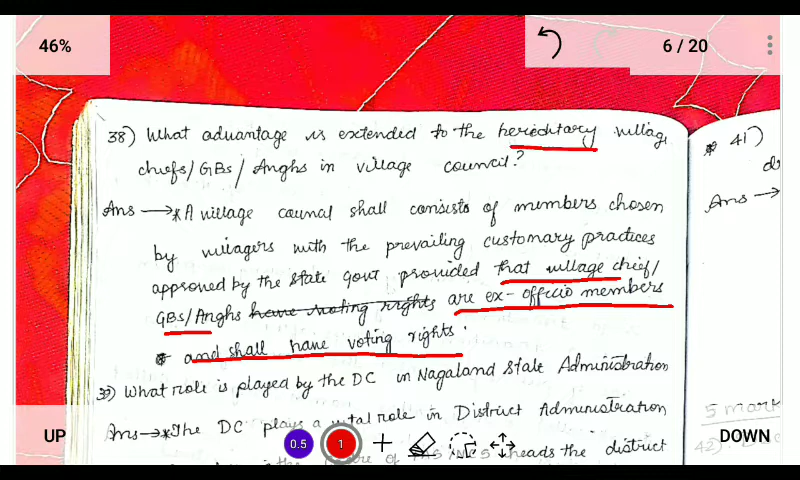 46%
6 / 20
38) What advantage is extended to the hereditary villag
chiefs/GBs/Anghs in village council?
Ans → * A village council shall consists of members chosen
by villagers with the prevailing customary practices
approved by the State Govt provided that village chief/
GBs/Anghs have voting rights are ex-officio members
* and shall have voting rights.
39) What role is played by the DC in Nagaland State Administration
Ans → * The DC plays a vital role in District Administration
heads the district
* 41)
Ans →
5 mark
42)
UP
0.5
1
DOWN